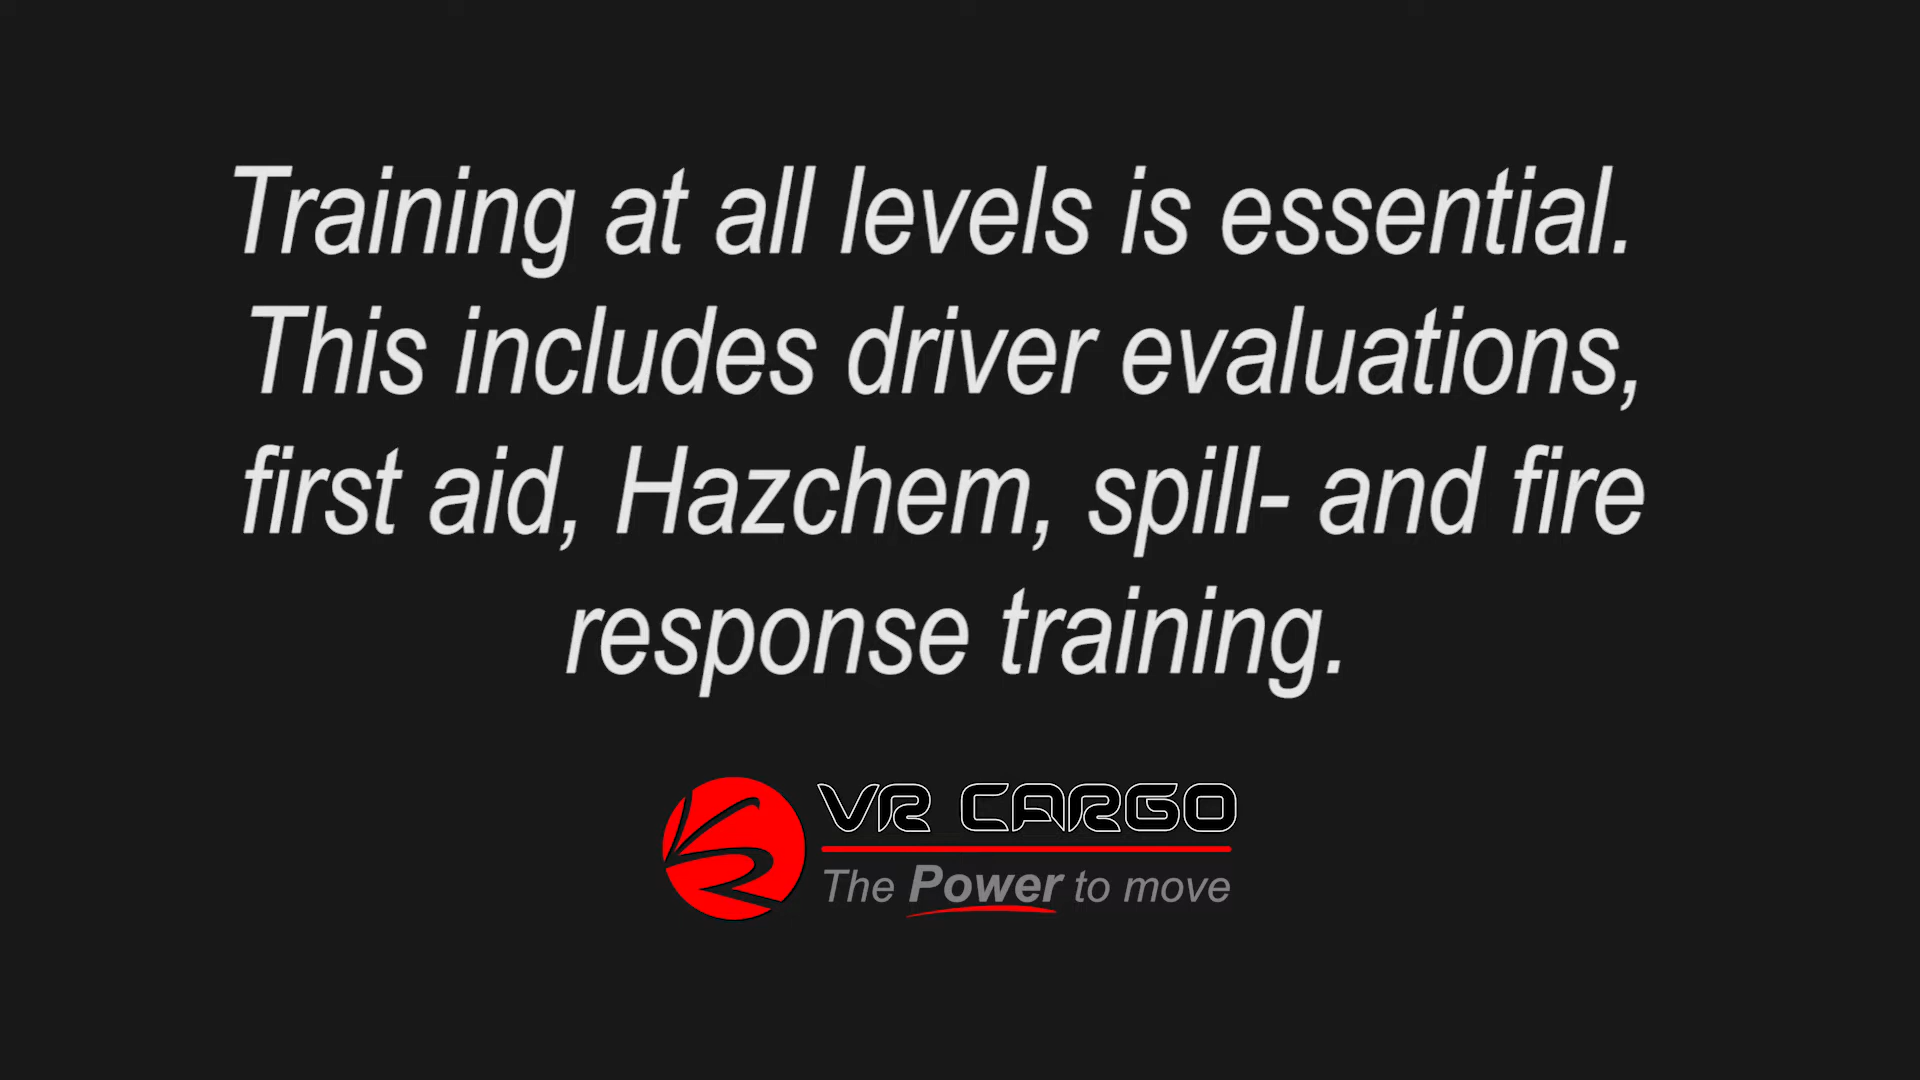 Training at all levels is essential.
This includes driver evaluations,
first aid, Hazchem, spill- and fire
response training.
VR CARGO
The Power to move